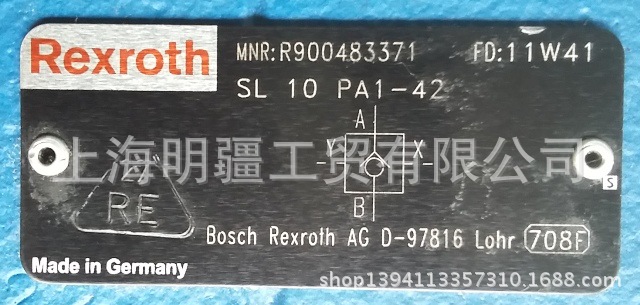 Rexroth
MNR:R900483371 FD:11W41
SL 10 PA1-42
A
Y X
B
S
上海明疆工贸有限公司
RE
Bosch Rexroth AG D-97816 Lohr 708F
Made in Germany
shop1394113357310.1688.com